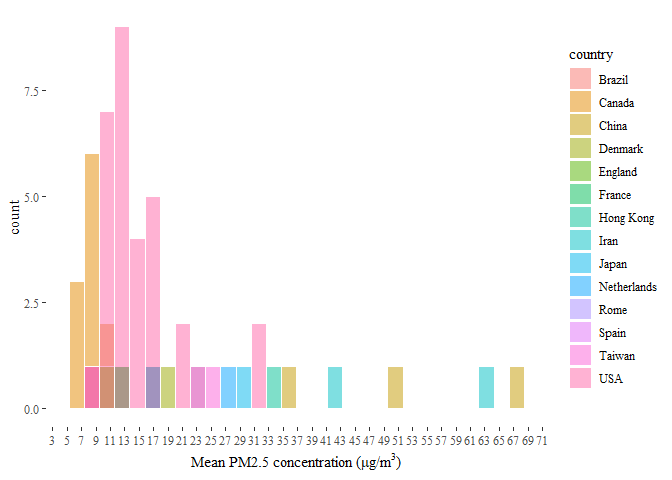 country
Brazil
Canada
China
Denmark
England
France
Hong Kong
Iran
Japan
Netherlands
Rome
Spain
Taiwan
USA
7.5
5.0
2.5
0.0
count
3 5 7 9 11 13 15 17 19 21 23 25 27 29 31 33 35 37 39 41 43 45 47 49 51 53 55 57 59 61 63 65 67 69 71
Mean PM2.5 concentration (μg/m³)